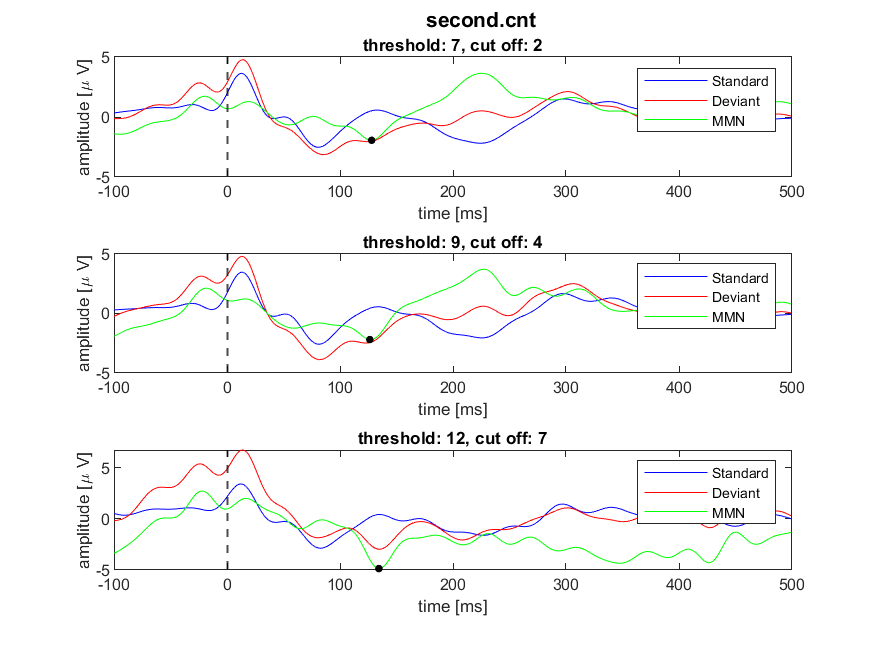 second.cnt
threshold: 7, cut off: 2
amplitude [μ V]
5
0
-5
Standard
Deviant
MMN
-100 0 100 200 300 400 500
time [ms]
threshold: 9, cut off: 4
amplitude [μ V]
5
0
-5
Standard
Deviant
MMN
-100 0 100 200 300 400 500
time [ms]
threshold: 12, cut off: 7
amplitude [μ V]
5
0
-5
Standard
Deviant
MMN
-100 0 100 200 300 400 500
time [ms]